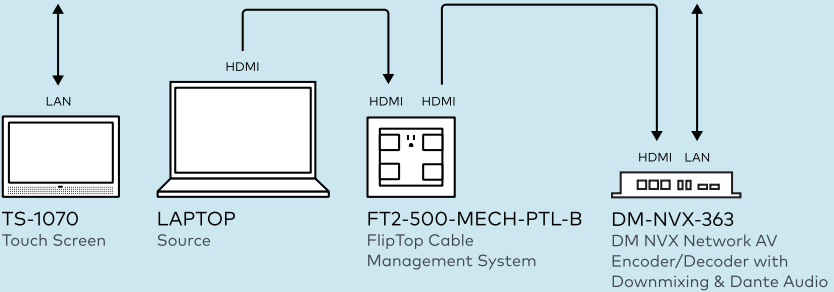 HDMI
LAN
HDMI
HDMI
HDMI
LAN
TS-1070
Touch Screen
LAPTOP
Source
FT2-500-MECH-PTL-B
FlipTop Cable
Management System
DM-NVX-363
DM NVX Network AV
Encoder/Decoder with
Downmixing & Dante Audio